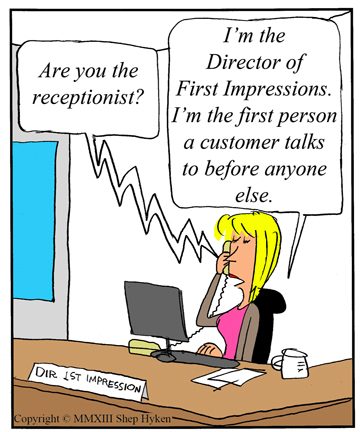 Are you the
receptionist?
I'm the
Director of
First Impressions.
I'm the first person
a customer talks
to before anyone
else.
DIR 1ST IMPRESSION
Copyright © MMXIII Shep Hyken